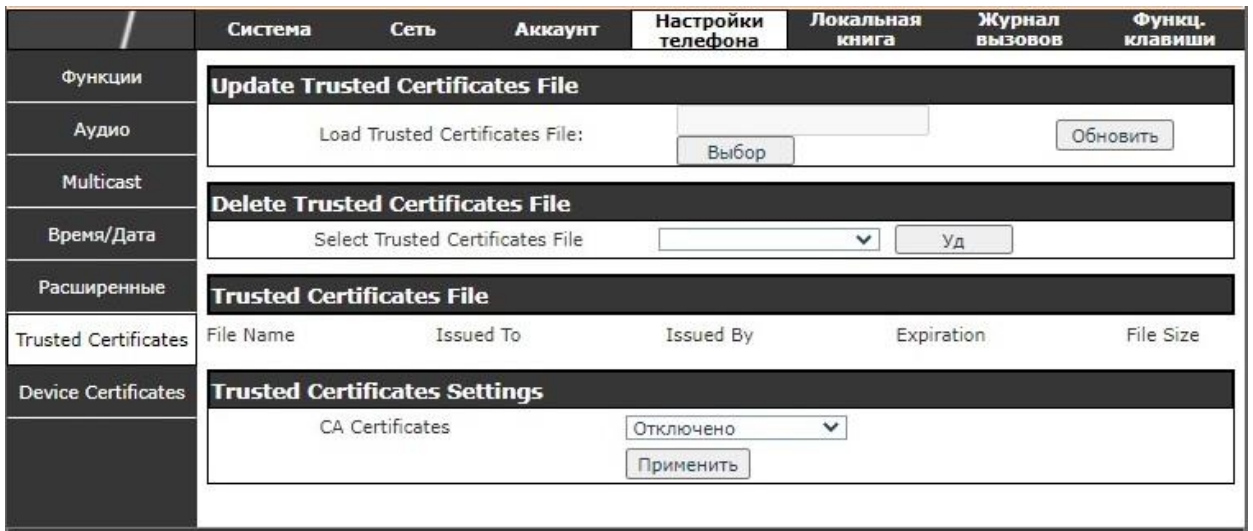 Система Сеть Аккаунт Настройки телефона Локальная книга Журнал вызовов Функц. клавиши
Функции
Аудио
Multicast
Время/Дата
Расширенные
Trusted Certificates
Device Certificates
Update Trusted Certificates File
Load Trusted Certificates File:
Выбор
Обновить
Delete Trusted Certificates File
Select Trusted Certificates File
Уд
Trusted Certificates File
File Name Issued To Issued By Expiration File Size
Trusted Certificates Settings
CA Certificates Отключено
Применить